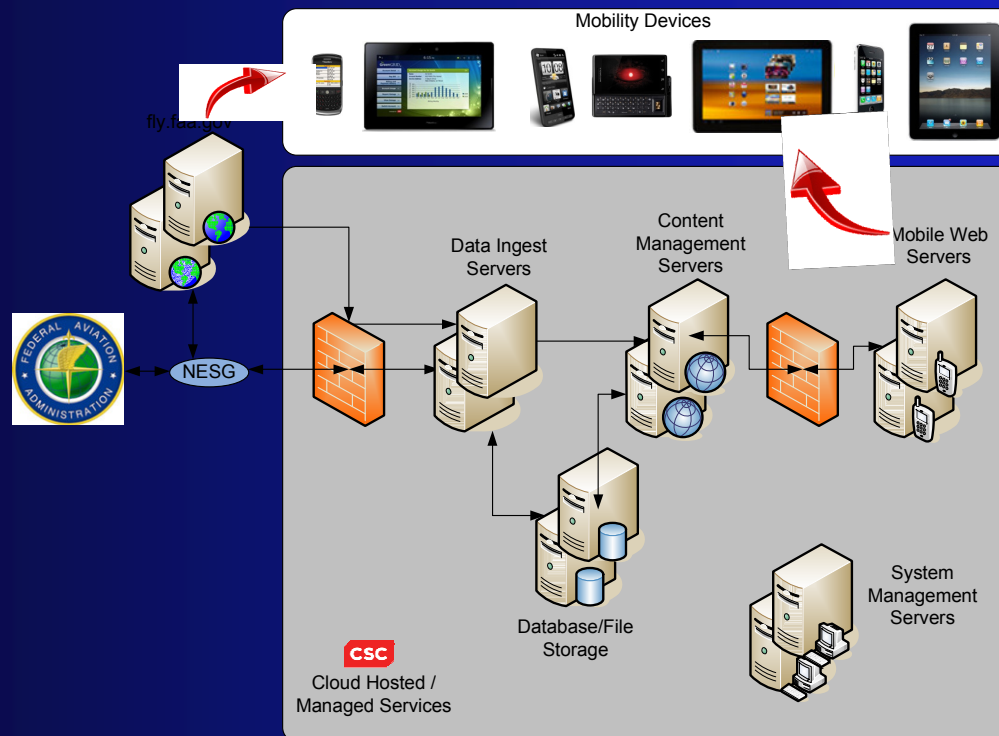 Mobility Devices
fly.faa.gov
Data Ingest
Servers
Content
Management
Servers
Mobile Web
Servers
FEDERAL AVIATION
ADMINISTRATION
NESG
Database/File
Storage
System
Management
Servers
CSC
Cloud Hosted /
Managed Services